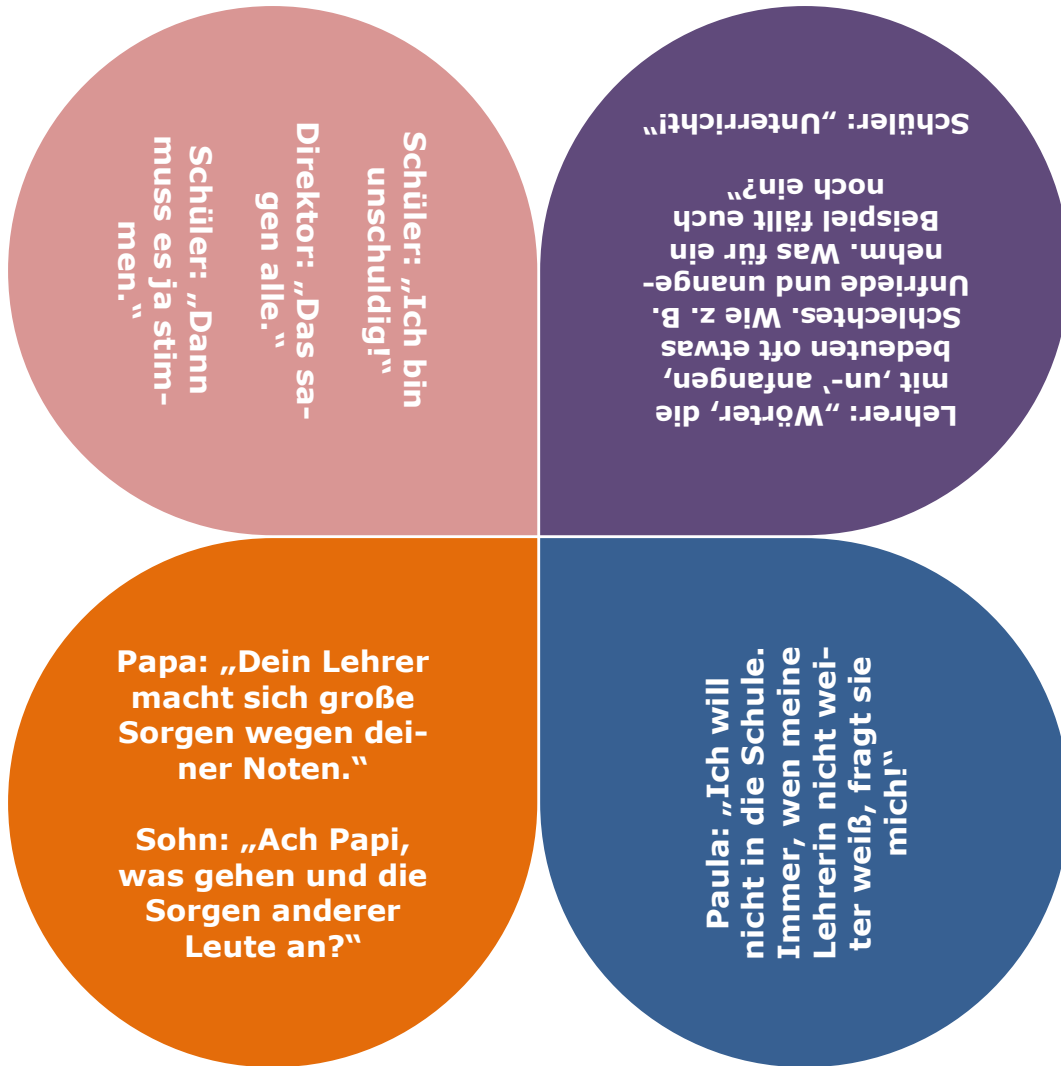 Schüler: „Ich bin
unschuldig!“
Direktor: „Das sa-
gen alle.“
Schüler: „Dann
muss es ja stim-
men.“
Lehrer: „Wörter, die
mit ‚un-‘ anfangen,
bedeuten oft etwas
Schlechtes. Wie z. B.
Unfriede und unange-
nehm. Was für ein
Beispiel fällt euch
noch ein?“
Schüler: „Unterricht!“
Papa: „Dein Lehrer
macht sich große
Sorgen wegen dei-
ner Noten.“
Sohn: „Ach Papi,
was gehen und die
Sorgen anderer
Leute an?“
Paula: „Ich will
nicht in die Schule.
Immer, wen meine
Lehrerin nicht wei-
ter weiß, fragt sie
mich!“